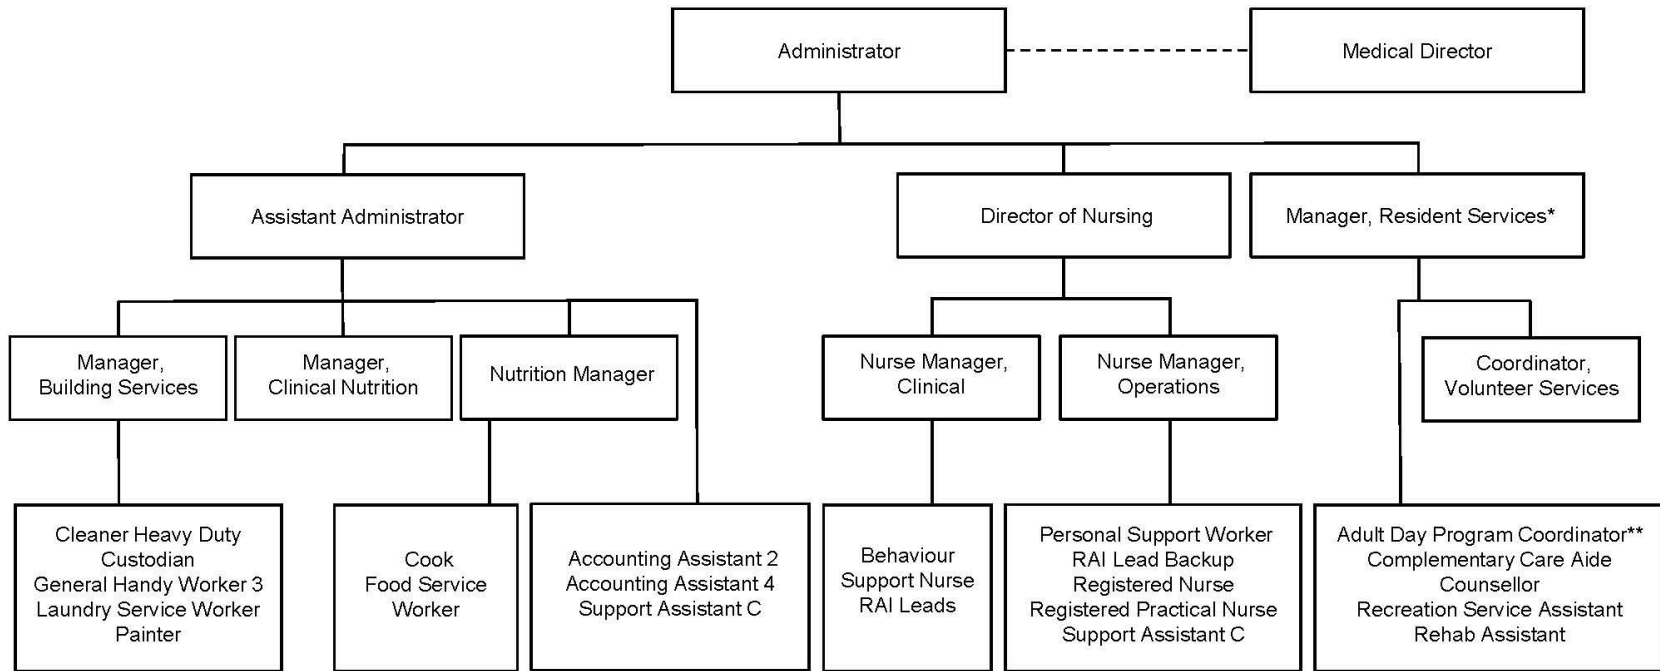 Administrator
Medical Director
Assistant Administrator
Director of Nursing
Manager, Resident Services*
Manager,
Building Services
Manager,
Clinical Nutrition
Nutrition Manager
Nurse Manager,
Clinical
Nurse Manager,
Operations
Coordinator,
Volunteer Services
Cleaner Heavy Duty
Custodian
General Handy Worker 3
Laundry Service Worker
Painter
Cook
Food Service
Worker
Accounting Assistant 2
Accounting Assistant 4
Support Assistant C
Behaviour
Support Nurse
RAI Leads
Personal Support Worker
RAI Lead Backup
Registered Nurse
Registered Practical Nurse
Support Assistant C
Adult Day Program Coordinator**
Complementary Care Aide
Counsellor
Recreation Service Assistant
Rehab Assistant